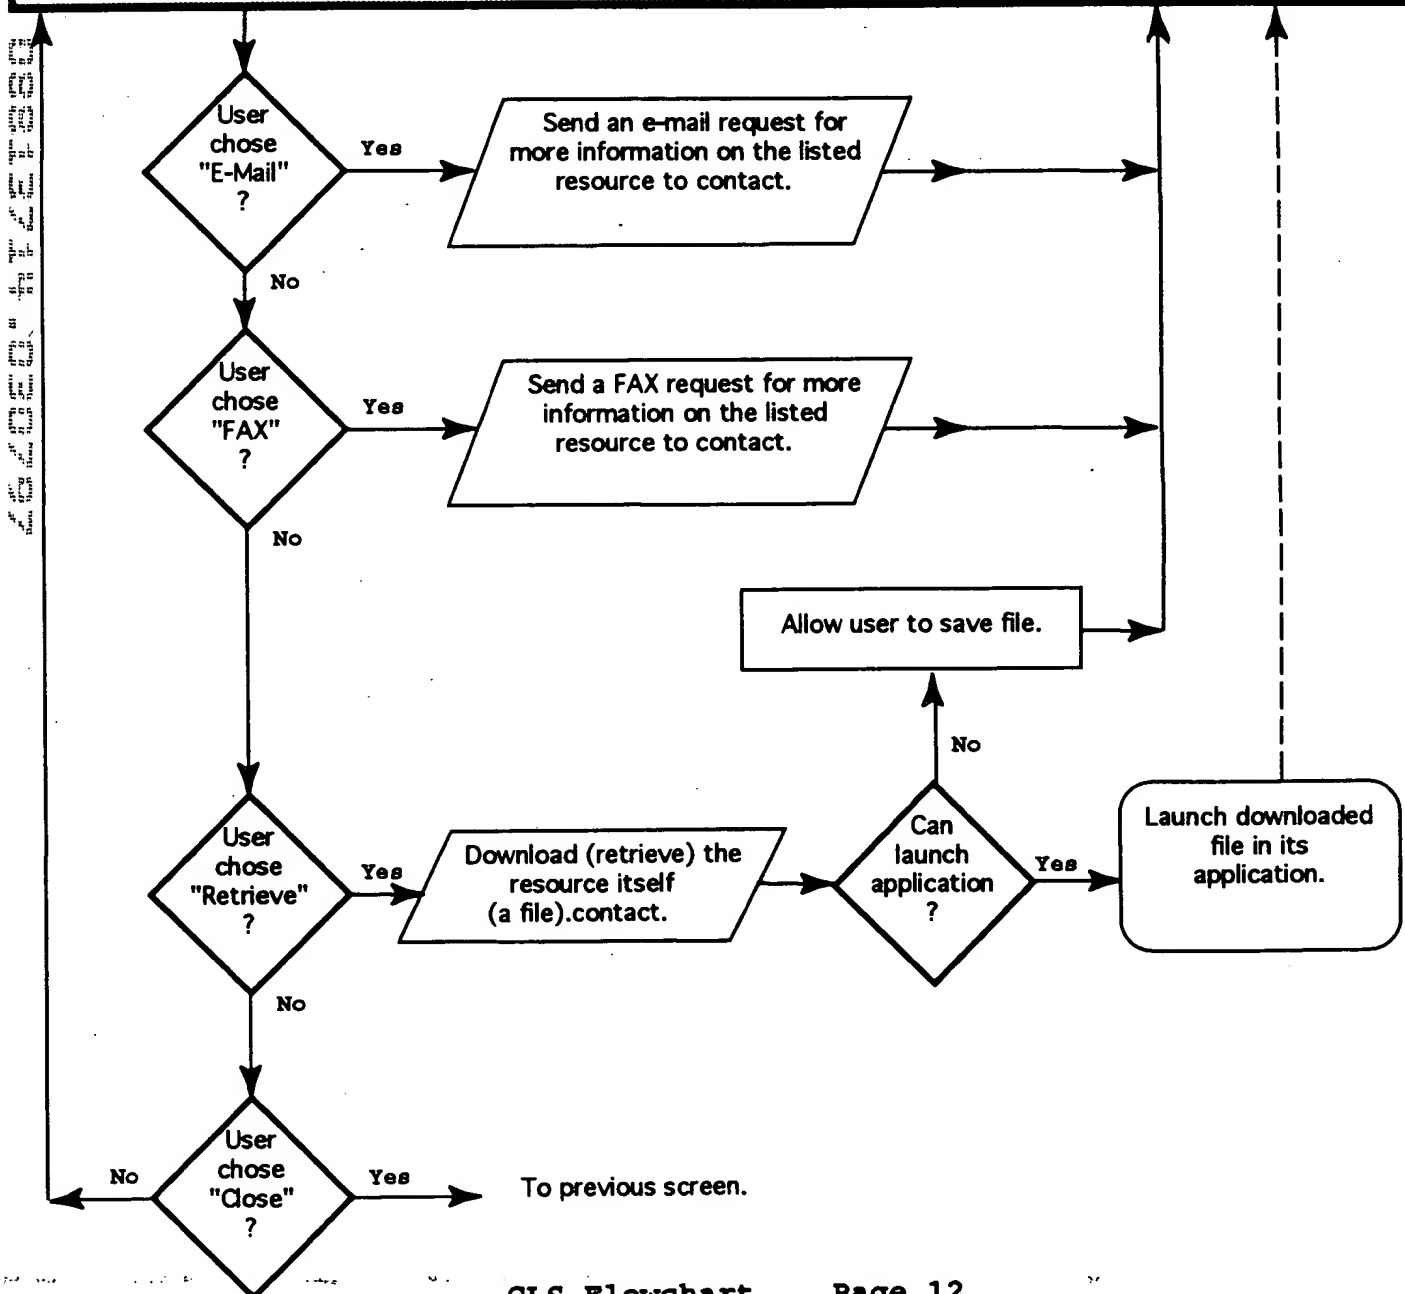 User
chose
"E-Mail"
?
Yes
Send an e-mail request for
more information on the listed
resource to contact.
No
User
chose
"FAX"
?
Yes
Send a FAX request for more
information on the listed
resource to contact.
No
Allow user to save file.
No
User
chose
"Retrieve"
?
Yes
Download (retrieve) the
resource itself
(a file).contact.
Can
launch
application
?
Yes
Launch downloaded
file in its
application.
No
User
chose
"Close"
?
No
Yes
To previous screen.
Flowchart Page 12